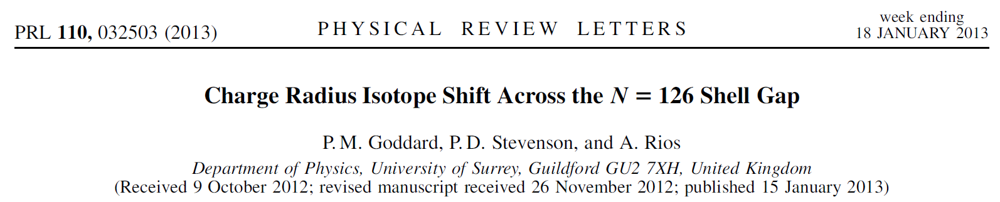 PRL 110, 032503 (2013)
PHYSICAL REVIEW LETTERS
week ending
18 JANUARY 2013
Charge Radius Isotope Shift Across the N = 126 Shell Gap
P. M. Goddard, P. D. Stevenson, and A. Rios
Department of Physics, University of Surrey, Guildford GU2 7XH, United Kingdom
(Received 9 October 2012; revised manuscript received 26 November 2012; published 15 January 2013)